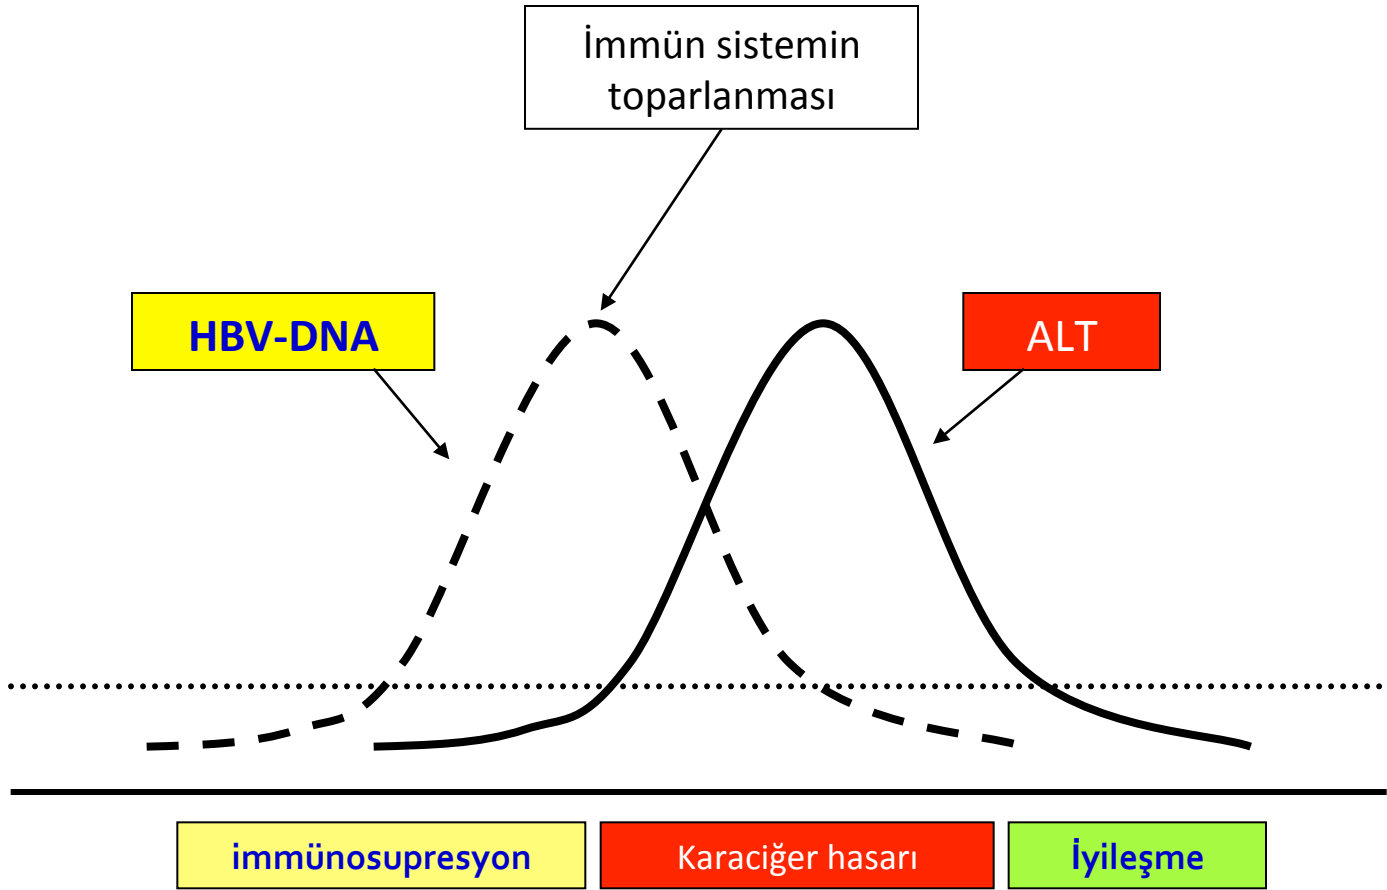 İmmün sistemin
toparlanması
HBV-DNA
ALT
immünosupresyon
Karaciğer hasarı
İyileşme